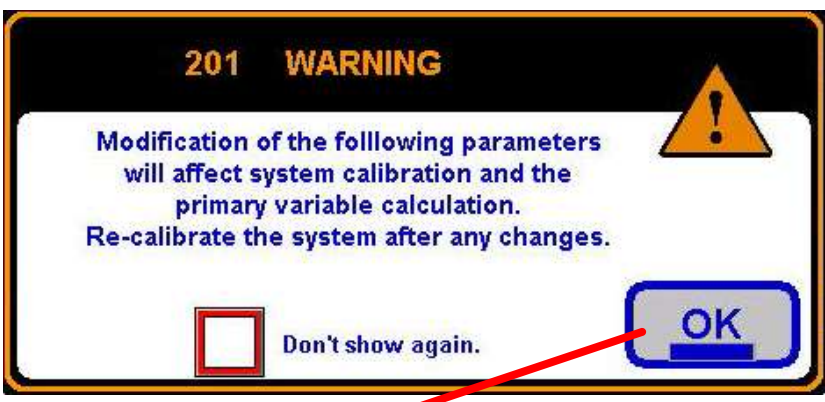 201 WARNING
!
Modification of the folllowing parameters
will affect system calibration and the
primary variable calculation.
Re-calibrate the system after any changes.
Don't show again.
OK